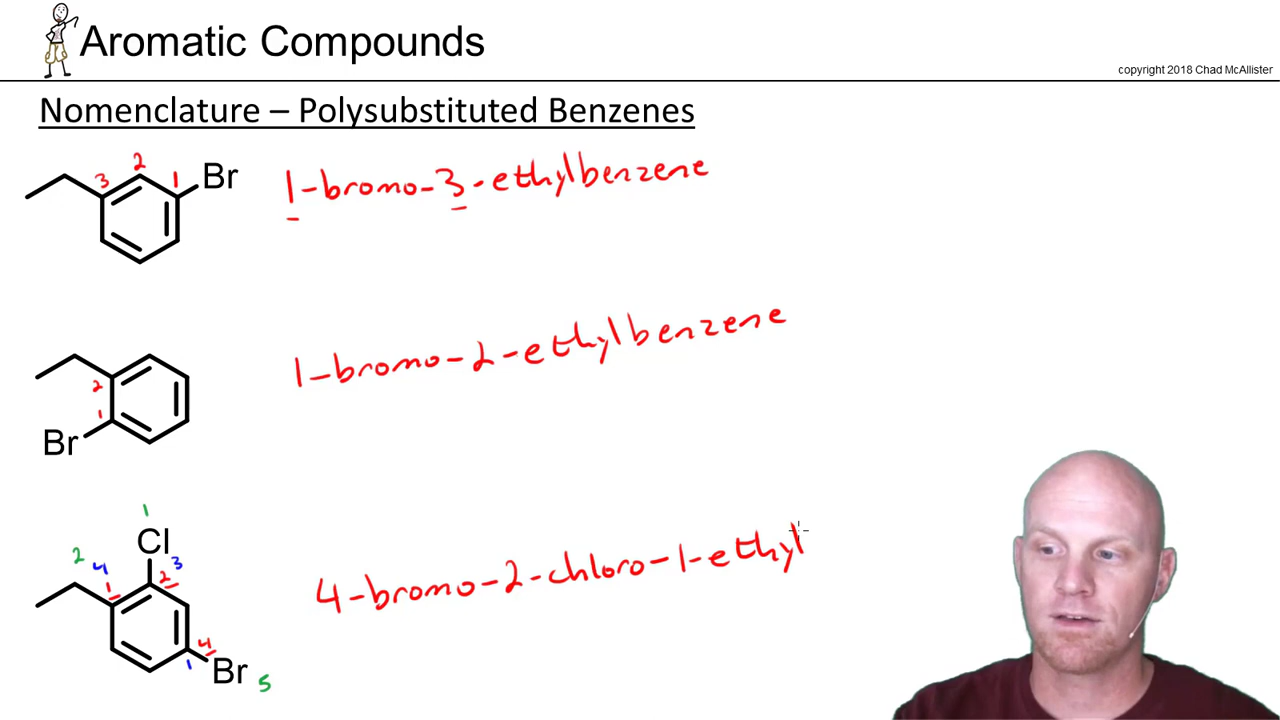 Aromatic Compounds
copyright 2018 Chad McAllister
Nomenclature – Polysubstituted Benzenes
3 2 1 Br
1-bromo-3-ethylbenzene
2
1
Br
1-bromo-2-ethylbenzene
1
Cl
2 4 1 2 3
4
1 Br 5
4-bromo-2-chloro-1-ethyl